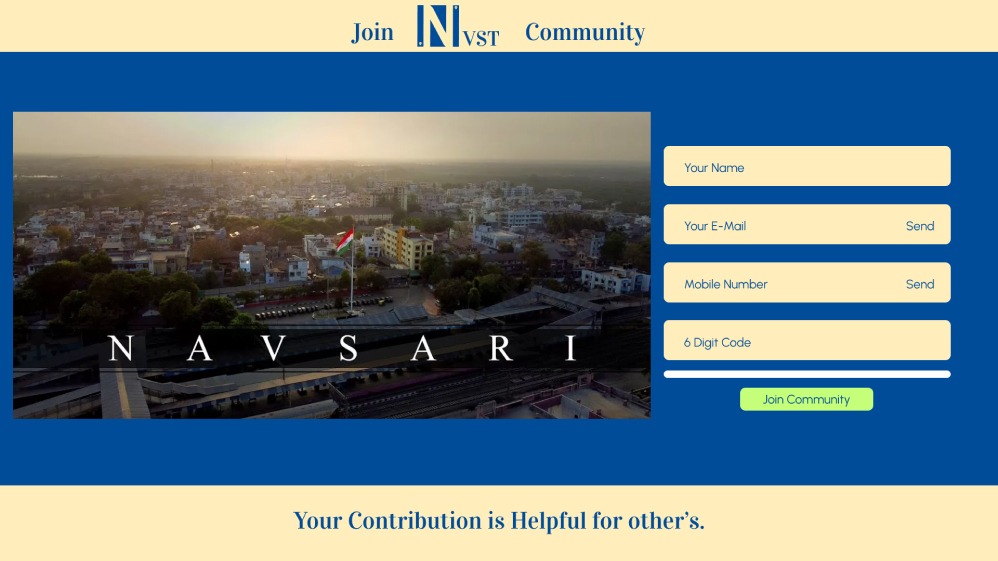 Join NVST Community
NAVSARI
Your Name
Your E-Mail Send
Mobile Number Send
6 Digit Code
Join Community
Your Contribution is Helpful for other’s.